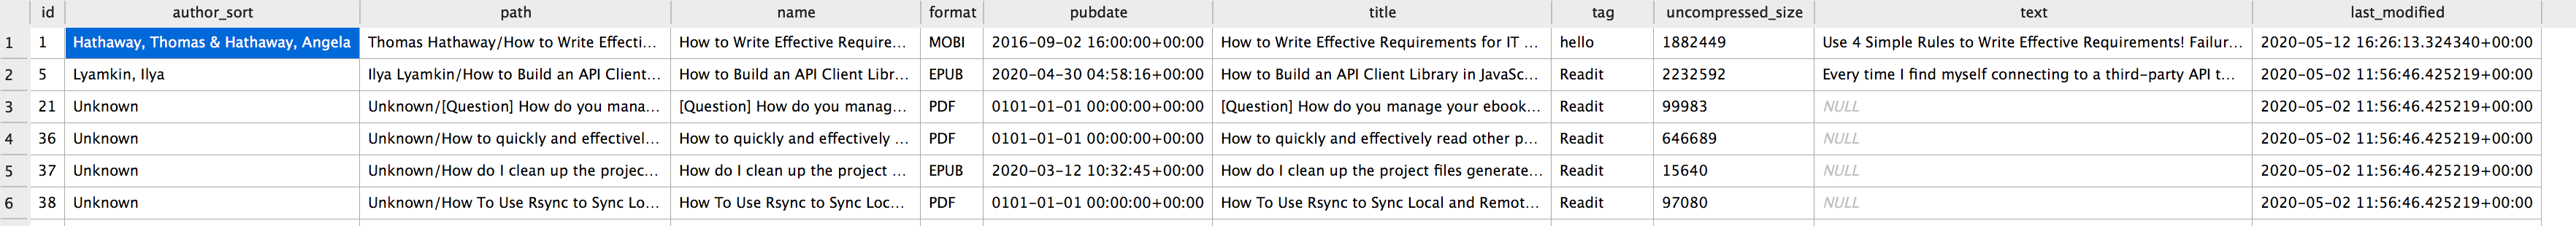 id author_sort path name format pubdate title tag uncompressed_size text last_modified
1 1 Hathaway, Thomas & Hathaway, Angela Thomas Hathaway/How to Write Effecti... How to Write Effective Require... MOBI 2016-09-02 16:00:00+00:00 How to Write Effective Requirements for IT ... hello 1882449 Use 4 Simple Rules to Write Effective Requirements! Failur... 2020-05-12 16:26:13.324340+00:00
2 5 Lyamkin, Ilya Ilya Lyamkin/How to Build an API Client... How to Build an API Client Libr... EPUB 2020-04-30 04:58:16+00:00 How to Build an API Client Library in JavaSc... Readit 2232592 Every time I find myself connecting to a third-party API t... 2020-05-02 11:56:46.425219+00:00
3 21 Unknown Unknown/[Question] How do you mana... [Question] How do you manag... PDF 0101-01-01 00:00:00+00:00 [Question] How do you manage your ebook... Readit 99983 NULL 2020-05-02 11:56:46.425219+00:00
4 36 Unknown Unknown/How to quickly and effectivel... How to quickly and effectively ... PDF 0101-01-01 00:00:00+00:00 How to quickly and effectively read other p... Readit 646689 NULL 2020-05-02 11:56:46.425219+00:00
5 37 Unknown Unknown/How do I clean up the projec... How do I clean up the project ... EPUB 2020-03-12 10:32:45+00:00 How do I clean up the project files generate... Readit 15640 NULL 2020-05-02 11:56:46.425219+00:00
6 38 Unknown Unknown/How To Use Rsync to Sync Lo... How To Use Rsync to Sync Loc... PDF 0101-01-01 00:00:00+00:00 How To Use Rsync to Sync Local and Remot... Readit 97080 NULL 2020-05-02 11:56:46.425219+00:00